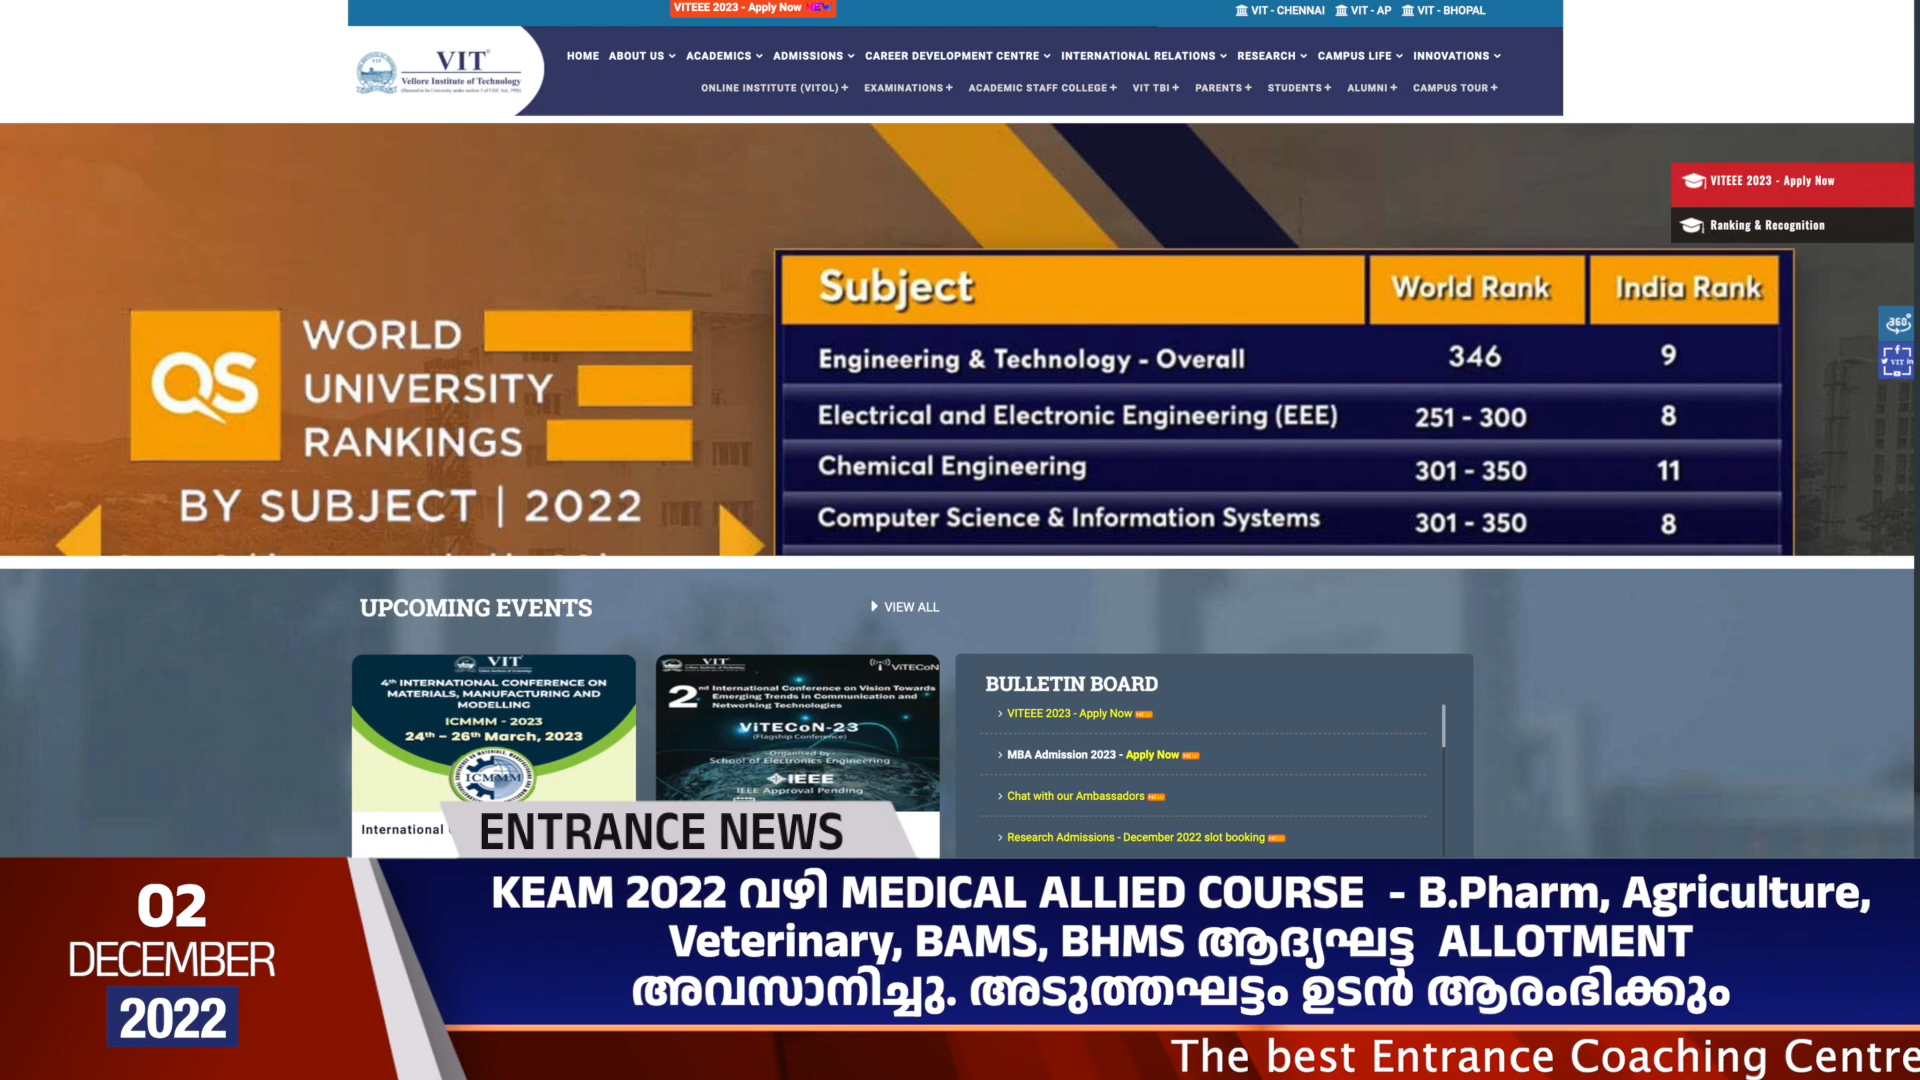 VITEEE 2023 - Apply Now
VIT - CHENNAI VIT - AP VIT - BHOPAL
VIT
Vellore Institute of Technology
HOME ABOUT US ACADEMICS ADMISSIONS CAREER DEVELOPMENT CENTRE INTERNATIONAL RELATIONS RESEARCH CAMPUS LIFE INNOVATIONS
ONLINE INSTITUTE (VITOL) + EXAMINATIONS + ACADEMIC STAFF COLLEGE + VIT TBI + PARENTS + STUDENTS + ALUMNI + CAMPUS TOUR +
VITEEE 2023 - Apply Now
Ranking & Recognition
360°
QS
WORLD
UNIVERSITY
RANKINGS
BY SUBJECT | 2022
Subject World Rank India Rank
Engineering & Technology - Overall 346 9
Electrical and Electronic Engineering (EEE) 251 - 300 8
Chemical Engineering 301 - 350 11
Computer Science & Information Systems 301 - 350 8
UPCOMING EVENTS
VIEW ALL
VIT
4th INTERNATIONAL CONFERENCE ON
MATERIALS, MANUFACTURING AND
MODELLING
ICMMM - 2023
24th – 26th March, 2023
ICMMM
International
VIT
ViTECoN
2nd International Conference on Vision Towards
Emerging Trends in Communication and
Networking Technologies
ViTECoN-23
(Flagship Conference)
Organised by
School of Electronics Engineering
IEEE
IEEE Approval Pending
BULLETIN BOARD
VITEEE 2023 - Apply Now
MBA Admission 2023 - Apply Now
Chat with our Ambassadors
Research Admissions - December 2022 slot booking
ENTRANCE NEWS
02
DECEMBER
2022
KEAM 2022 വഴി MEDICAL ALLIED COURSE - B.Pharm, Agriculture,
Veterinary, BAMS, BHMS ആദ്യഘട്ട ALLOTMENT
അവസാനിച്ചു. അടുത്തഘട്ടം ഉടൻ ആരംഭിക്കും
The best Entrance Coaching Centre